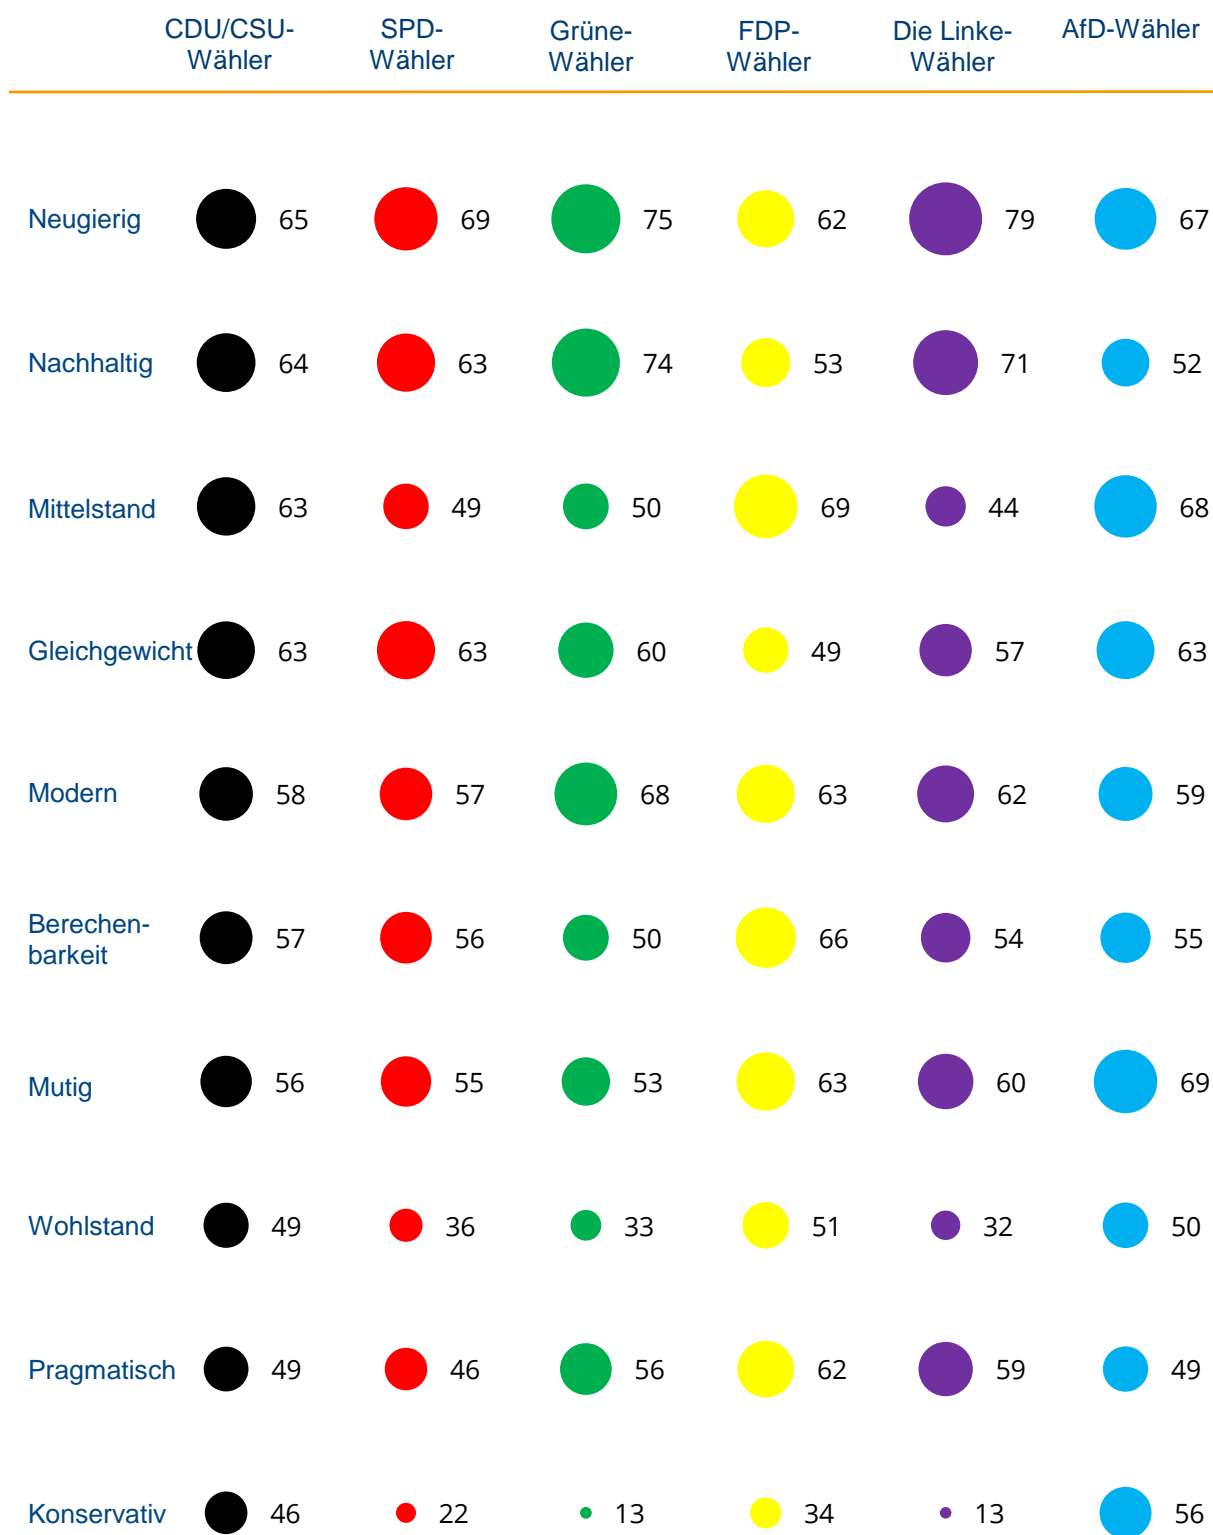 CDU/CSU-
Wähler
SPD-
Wähler
Grüne-
Wähler
FDP-
Wähler
Die Linke-
Wähler
AfD-Wähler
Neugierig 65 69 75 62 79 67
Nachhaltig 64 63 74 53 71 52
Mittelstand 63 49 50 69 44 68
Gleichgewicht 63 63 60 49 57 63
Modern 58 57 68 63 62 59
Berechen-
barkeit 57 56 50 66 54 55
Mutig 56 55 53 63 60 69
Wohlstand 49 36 33 51 32 50
Pragmatisch 49 46 56 62 59 49
Konservativ 46 22 13 34 13 56